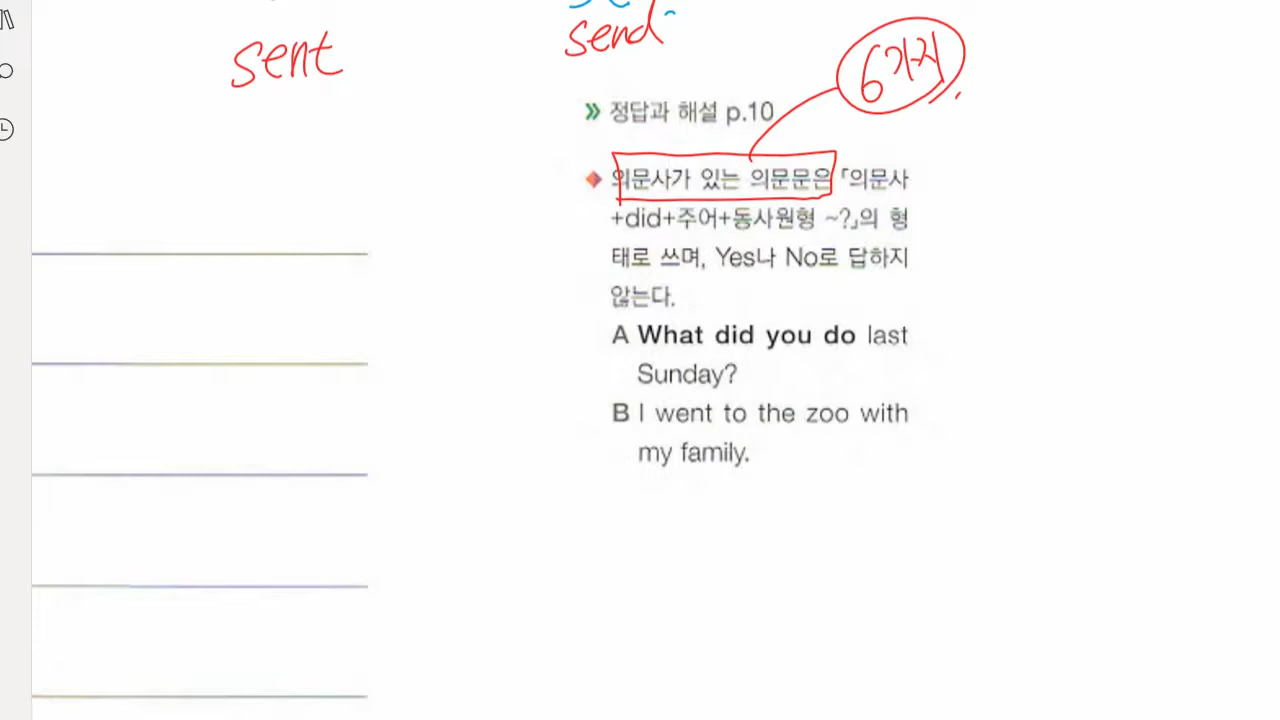 sent
send
6가지
» 정답과 해설 p.10
◆ 의문사가 있는 의문문은 「의문사
+did+주어+동사원형 ~?」의 형
태로 쓰며, Yes나 No로 답하지
않는다.
A What did you do last
Sunday?
B I went to the zoo with
my family.